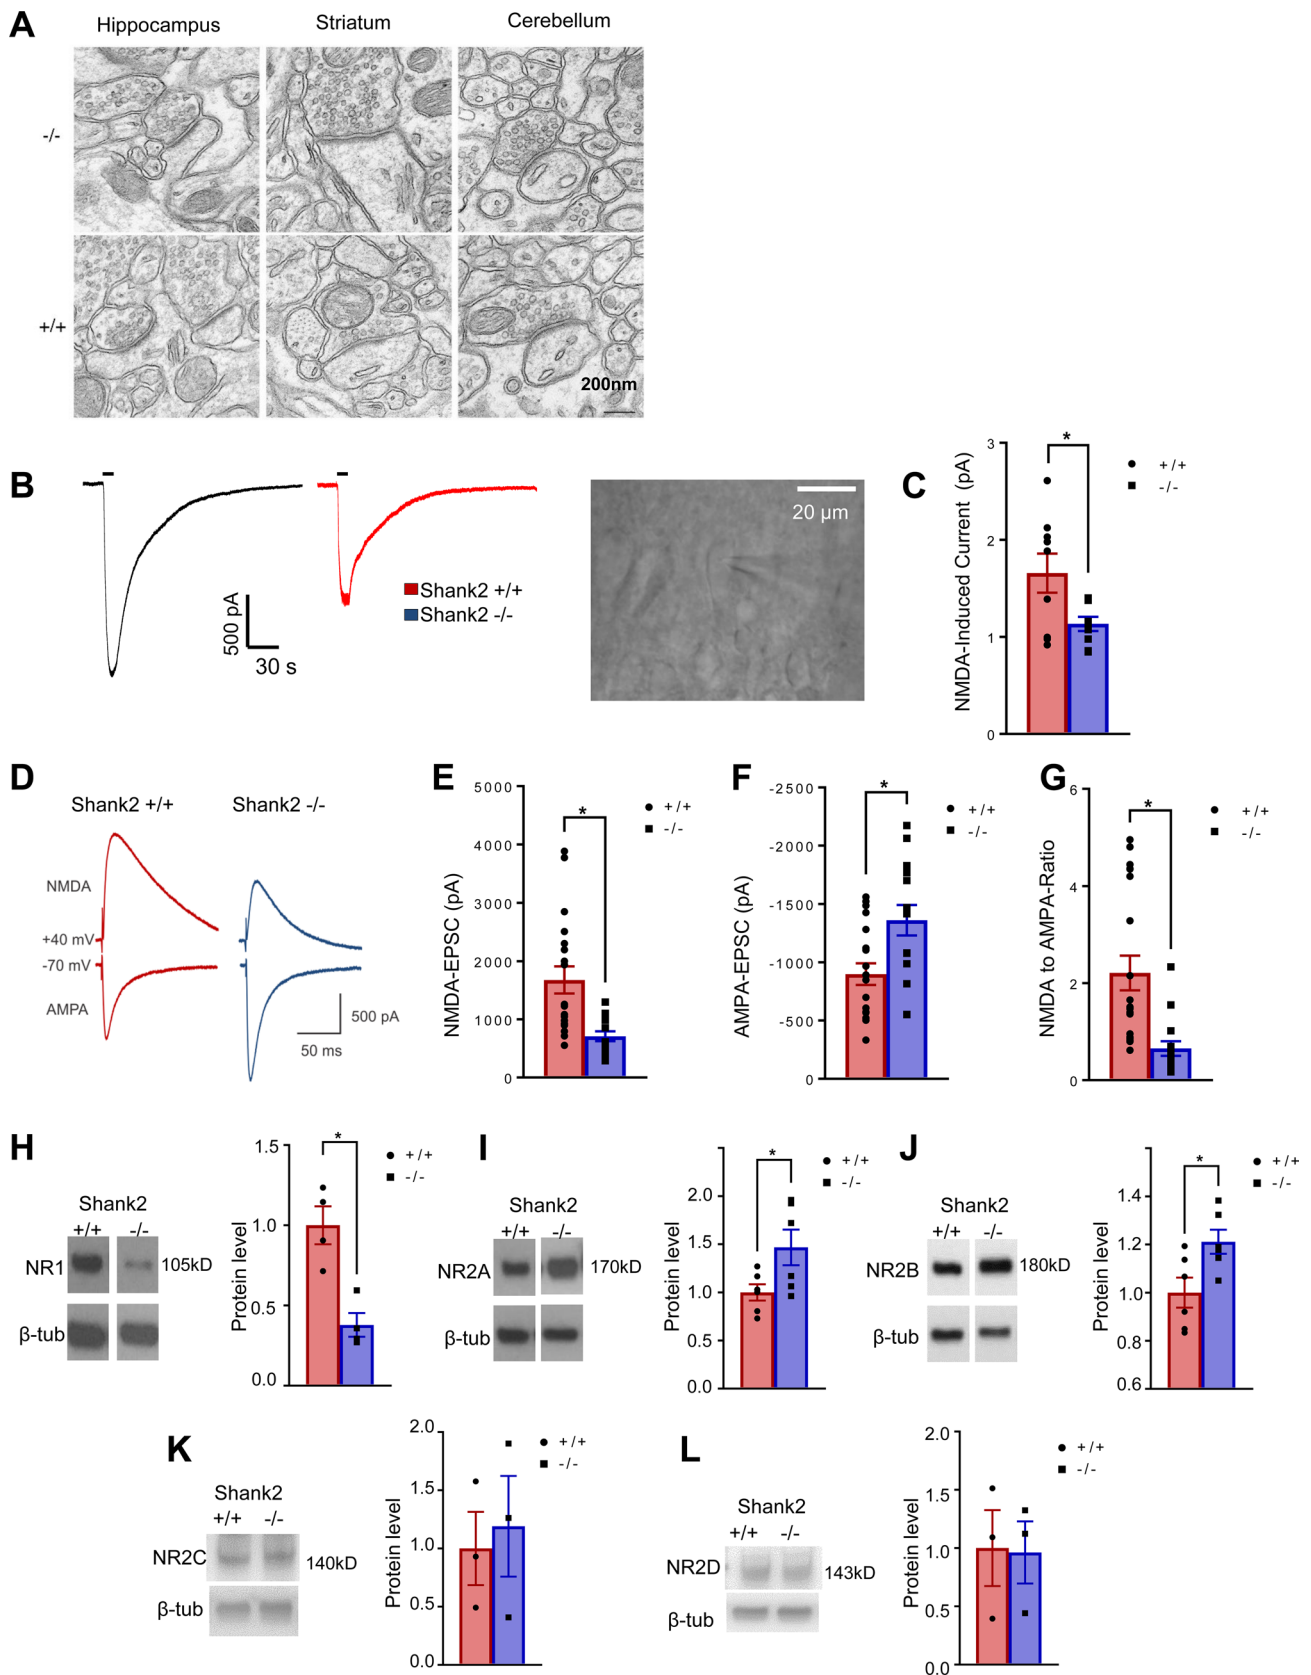 A
Hippocampus
Striatum
Cerebellum
-/-
+/+
200nm
B
500 pA
30 s
Shank2 +/+
Shank2 -/-
20 µm
C
NMDA-Induced Current (pA)
3
2
1
0
*
+/+
-/-
D
Shank2 +/+
Shank2 -/-
NMDA
+40 mV
-70 mV
AMPA
500 pA
50 ms
E
NMDA-EPSC (pA)
5000
4000
3000
2000
1000
0
*
+/+
-/-
F
AMPA-EPSC (pA)
-2500
-2000
-1500
-1000
-500
0
*
+/+
-/-
G
NMDA to AMPA-Ratio
6
4
2
0
*
+/+
-/-
H
Shank2
+/+ -/-
NR1
105kD
β-tub
Protein level
1.5
1.0
0.5
0.0
*
+/+
-/-
I
Shank2
+/+ -/-
NR2A
170kD
β-tub
Protein level
2.0
1.5
1.0
0.5
0.0
*
+/+
-/-
J
Shank2
+/+ -/-
NR2B
180kD
β-tub
Protein level
1.4
1.2
1.0
0.8
0.6
*
+/+
-/-
K
Shank2
+/+ -/-
NR2C
140kD
β-tub
Protein level
2.0
1.5
1.0
0.5
0.0
+/+
-/-
L
Shank2
+/+ -/-
NR2D
143kD
β-tub
Protein level
2.0
1.5
1.0
0.5
0.0
+/+
-/-